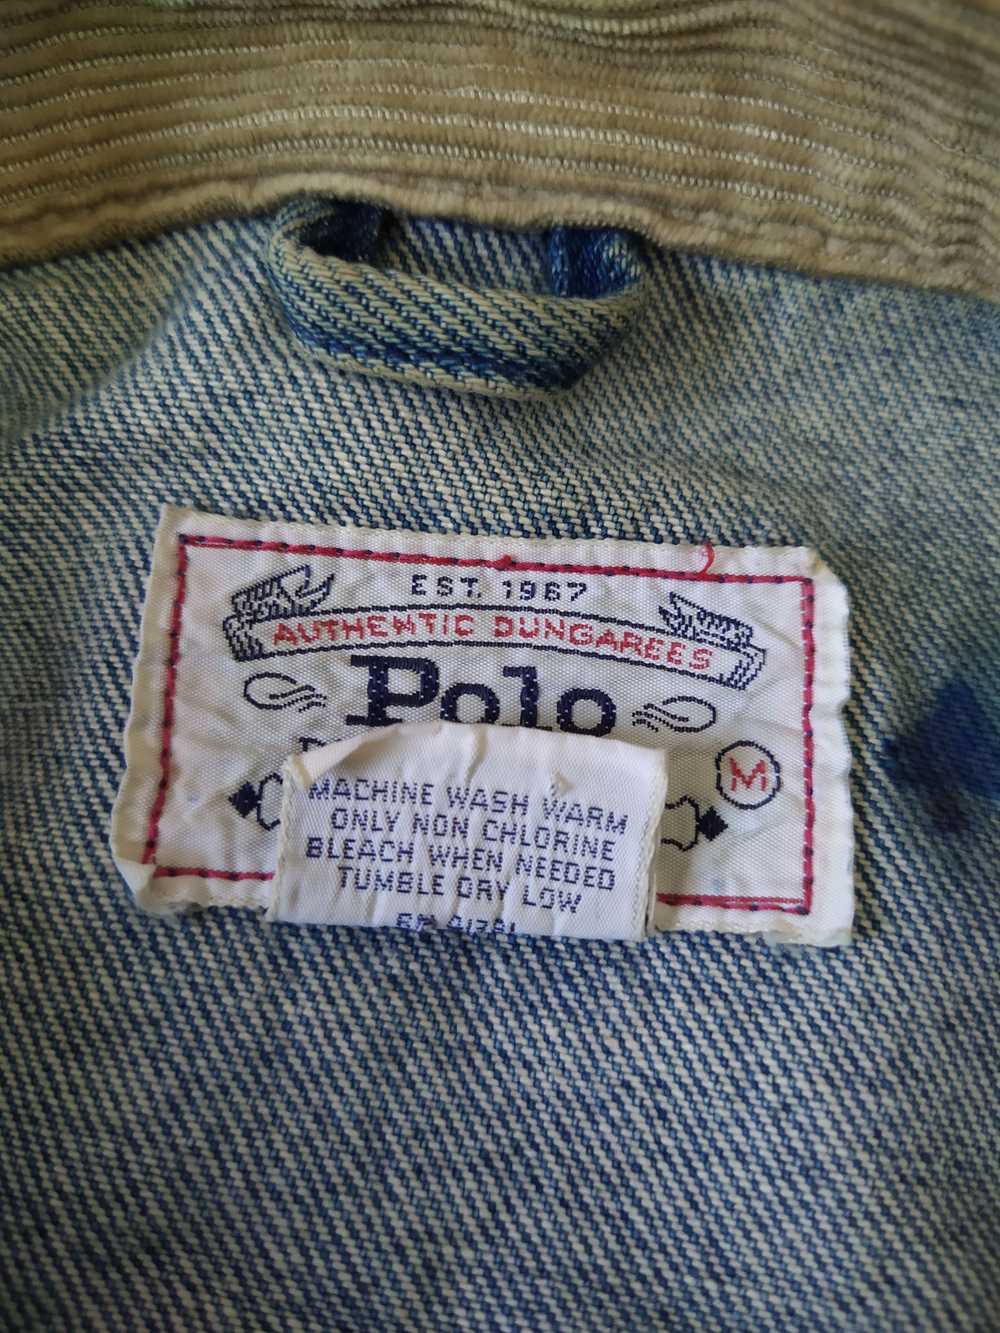 EST. 1967
AUTHENTIC DUNGAREES
Polo
M
MACHINE WASH WARM
ONLY NON CHLORINE
BLEACH WHEN NEEDED
TUMBLE DRY LOW